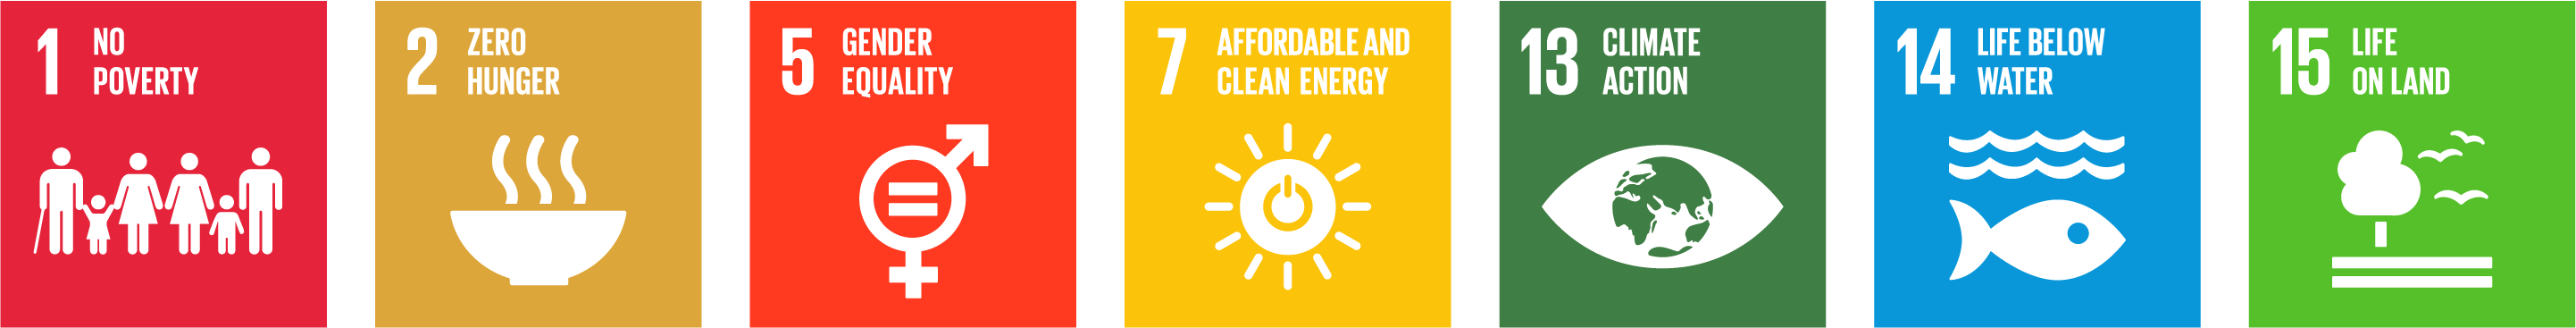 1 NO
POVERTY
2 ZERO
HUNGER
5 GENDER
EQUALITY
7 AFFORDABLE AND
CLEAN ENERGY
13 CLIMATE
ACTION
14 LIFE BELOW
WATER
15 LIFE
ON LAND